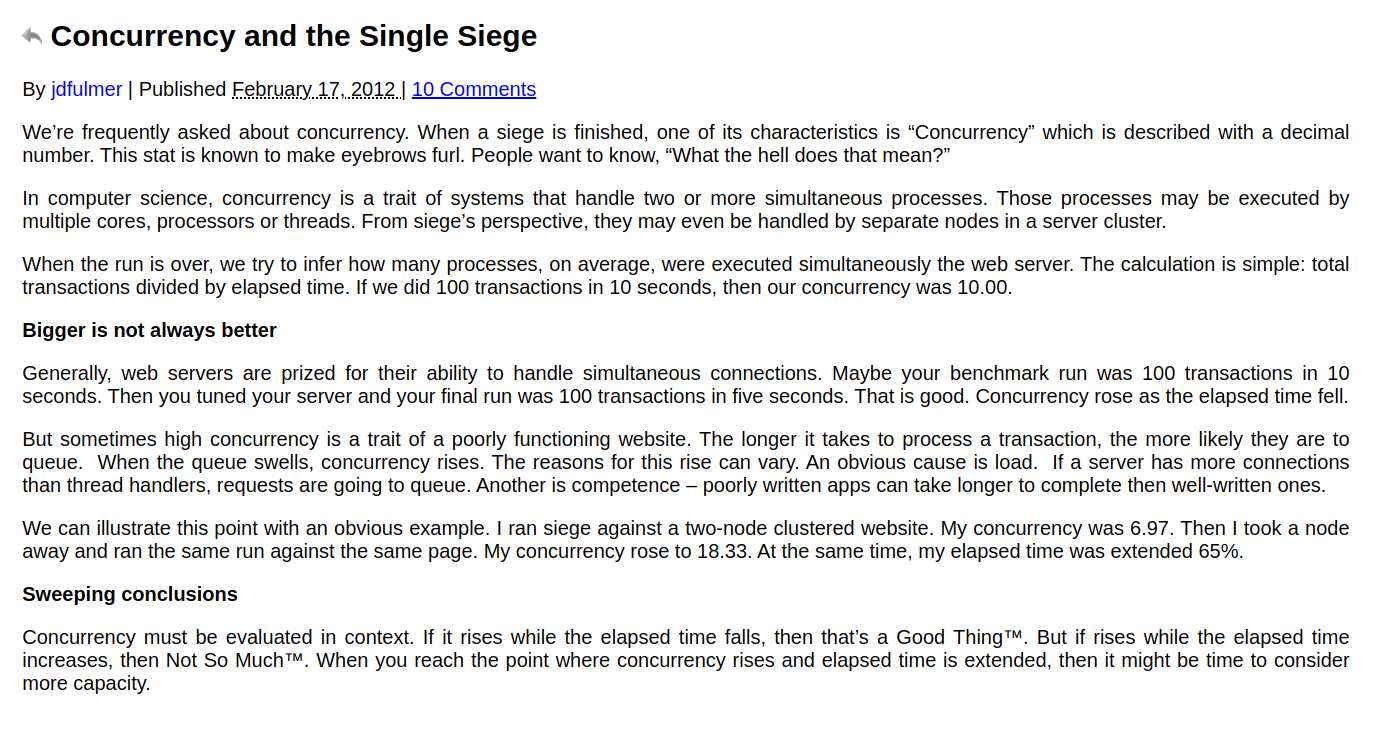 Concurrency and the Single Siege
By jdfulmer | Published February 17, 2012 | 10 Comments
We’re frequently asked about concurrency. When a siege is finished, one of its characteristics is “Concurrency” which is described with a decimal
number. This stat is known to make eyebrows furl. People want to know, “What the hell does that mean?”
In computer science, concurrency is a trait of systems that handle two or more simultaneous processes. Those processes may be executed by
multiple cores, processors or threads. From siege’s perspective, they may even be handled by separate nodes in a server cluster.
When the run is over, we try to infer how many processes, on average, were executed simultaneously the web server. The calculation is simple: total
transactions divided by elapsed time. If we did 100 transactions in 10 seconds, then our concurrency was 10.00.
Bigger is not always better
Generally, web servers are prized for their ability to handle simultaneous connections. Maybe your benchmark run was 100 transactions in 10
seconds. Then you tuned your server and your final run was 100 transactions in five seconds. That is good. Concurrency rose as the elapsed time fell.
But sometimes high concurrency is a trait of a poorly functioning website. The longer it takes to process a transaction, the more likely they are to
queue.  When the queue swells, concurrency rises. The reasons for this rise can vary. An obvious cause is load.  If a server has more connections
than thread handlers, requests are going to queue. Another is competence – poorly written apps can take longer to complete then well-written ones.
We can illustrate this point with an obvious example. I ran siege against a two-node clustered website. My concurrency was 6.97. Then I took a node
away and ran the same run against the same page. My concurrency rose to 18.33. At the same time, my elapsed time was extended 65%.
Sweeping conclusions
Concurrency must be evaluated in context. If it rises while the elapsed time falls, then that’s a Good Thing™. But if rises while the elapsed time
increases, then Not So Much™. When you reach the point where concurrency rises and elapsed time is extended, then it might be time to consider
more capacity.